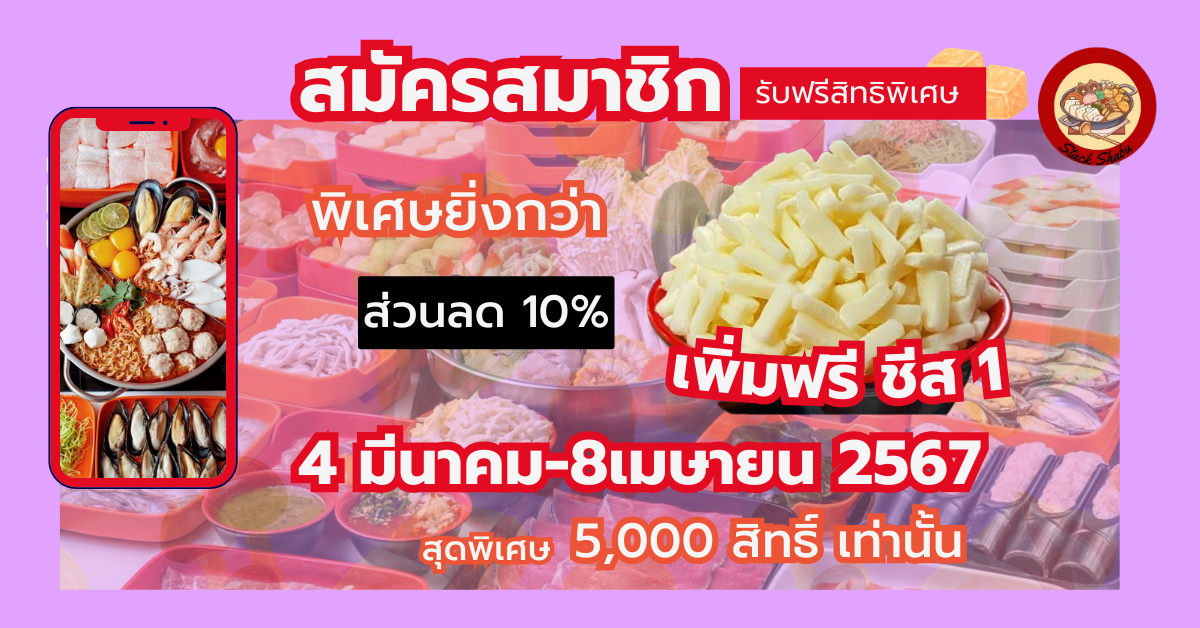 สมัครสมาชิก
รับฟรีสิทธิพิเศษ
Slack Shabu
พิเศษยิ่งกว่า
ส่วนลด 10%
เพิ่มฟรี ชีส 1
4 มีนาคม-8เมษายน 2567
สุดพิเศษ 5,000 สิทธิ์ เท่านั้น